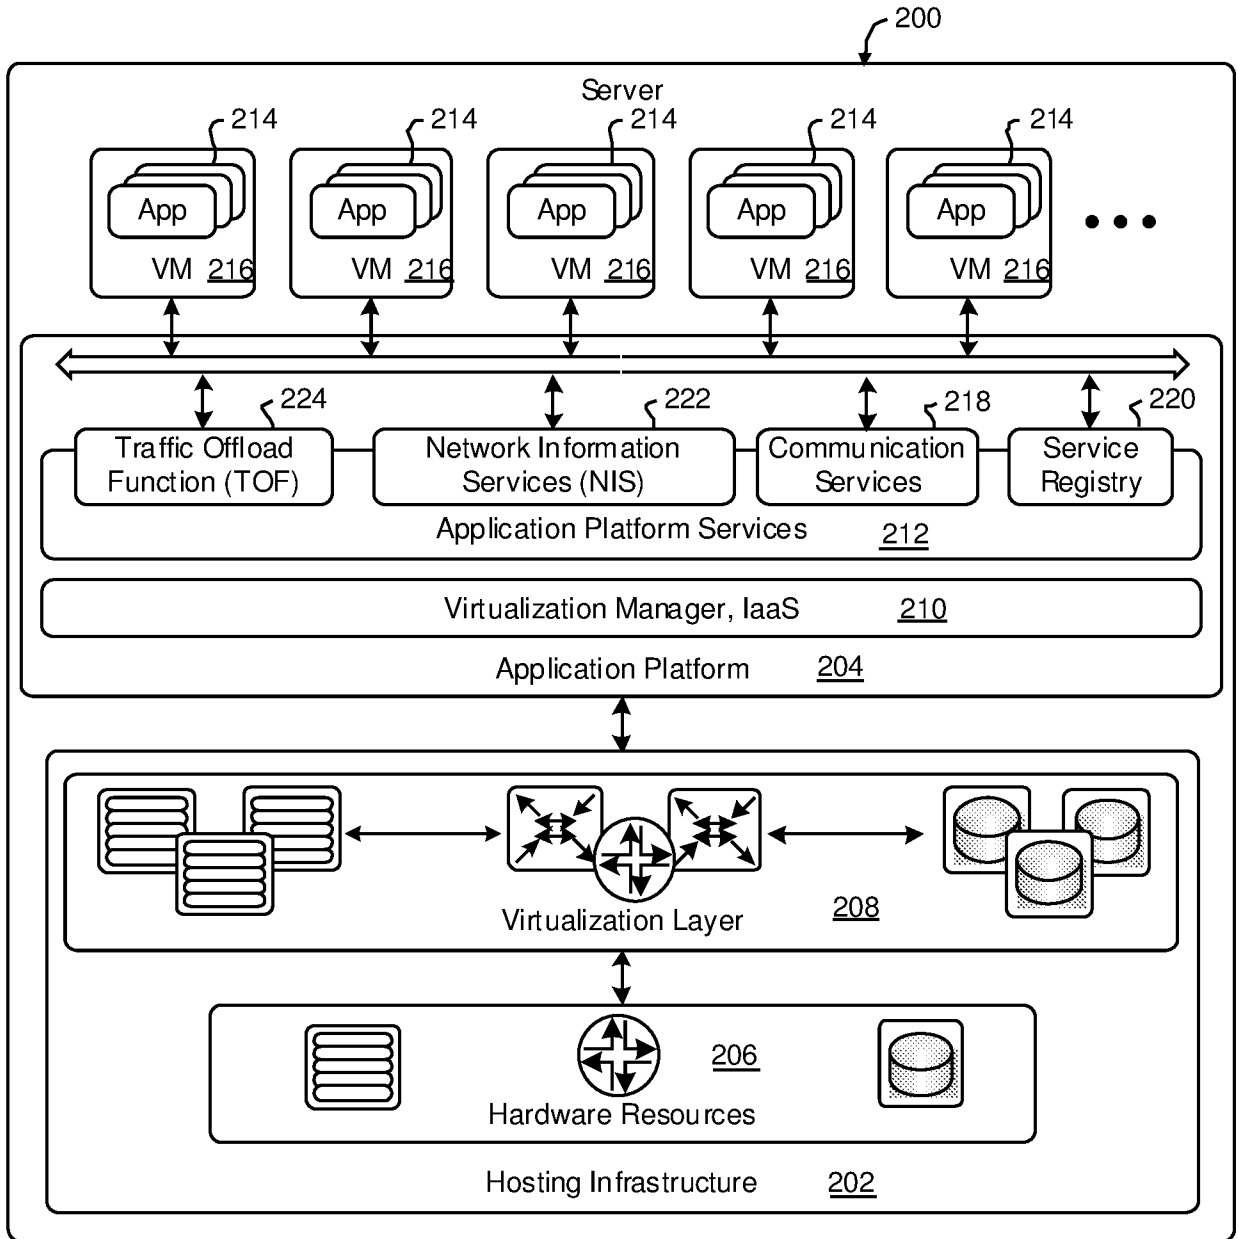 200
Server
214 214 214 214 214
App App App App App
VM 216 VM 216 VM 216 VM 216 VM 216
224 222 218 220
Traffic Offload
Function (TOF)
Network Information
Services (NIS)
Communication
Services
Service
Registry
Application Platform Services 212
Virtualization Manager, IaaS 210
Application Platform 204
Virtualization Layer 208
206
Hardware Resources
Hosting Infrastructure 202